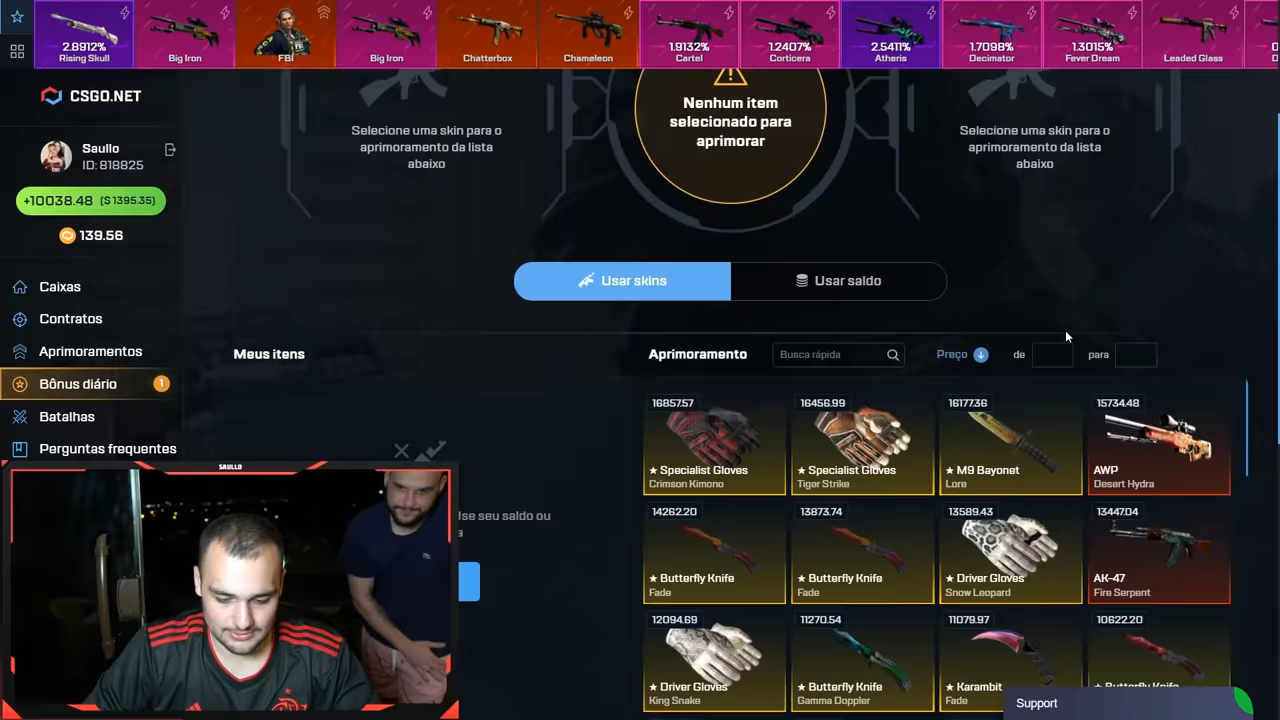 2.8912%
Rising Skull
Big Iron
FBI
Big Iron
Chatterbox
Chameleon
1.9132%
Cartel
1.2407%
Corticera
2.5411%
Atheris
1.7098%
Decimator
1.3015%
Fever Dream
Leaded Glass
CSGO.NET
Saullo
ID: 818825
+10038.48 ($ 1395.35)
139.56
Caixas
Contratos
Aprimoramentos
Bônus diário
1
Batalhas
Perguntas frequentes
Selecione uma skin para o
aprimoramento da lista
abaixo
Nenhum item
selecionado para
aprimorar
Selecione uma skin para o
aprimoramento da lista
abaixo
Usar skins
Usar saldo
Meus itens
Aprimoramento
Busca rápida
Preço
de
para
16857.57
★ Specialist Gloves
Crimson Kimono
16456.99
★ Specialist Gloves
Tiger Strike
16177.36
★ M9 Bayonet
Lore
15734.48
AWP
Desert Hydra
14262.20
★ Butterfly Knife
Fade
13873.74
★ Butterfly Knife
Fade
13589.43
★ Driver Gloves
Snow Leopard
13447.04
AK-47
Fire Serpent
12094.69
★ Driver Gloves
King Snake
11270.54
★ Butterfly Knife
Gamma Doppler
11079.97
★ Karambit
Fade
10622.20
★ Butterfly Knife
seu saldo ou
SAULLO
Support